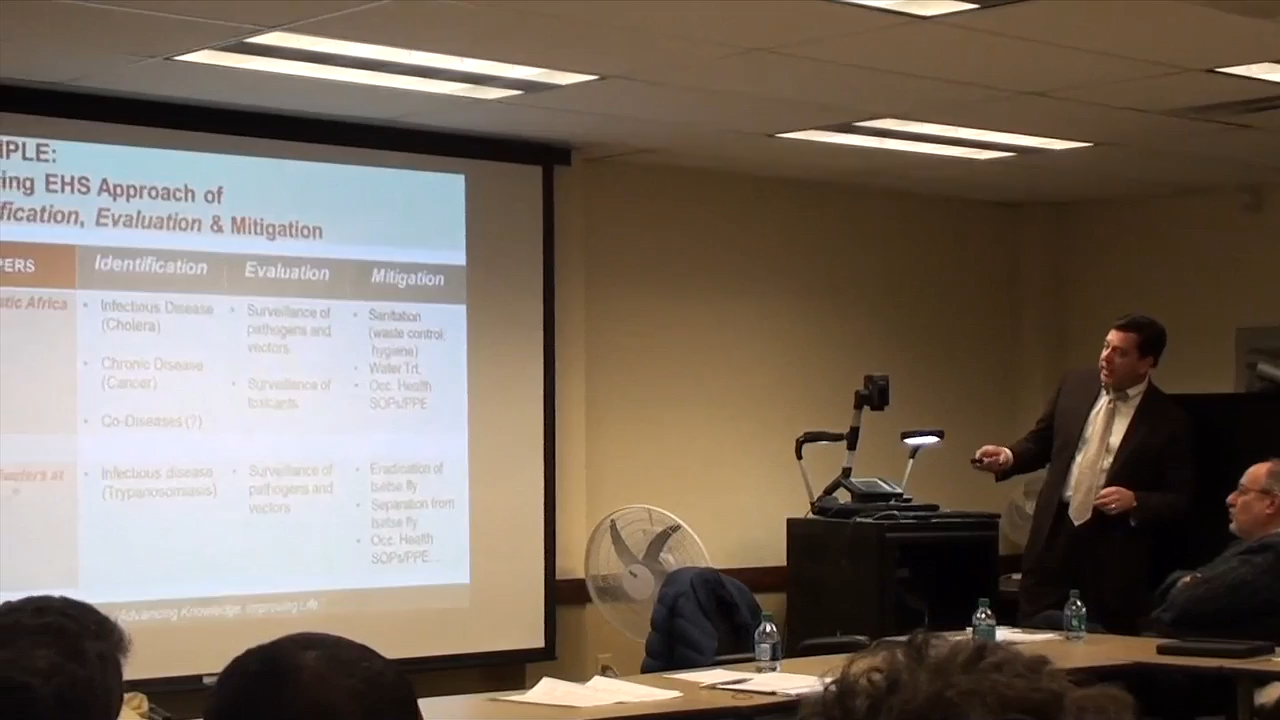 IPLE:
ing EHS Approach of
fication, Evaluation & Mitigation
PERS
Identification
Evaluation
Mitigation
stic Africa
• Infectious Disease
(Cholera)
• Chronic Disease
(Cancer)
• Co-Diseases (?)
• Surveillance of
pathogens and
vectors
• Surveillance of
toxicants
• Sanitation
(waste control,
hygiene)
• Water Trt.
• Occ. Health
SOPs/PPE
at
• Infectious disease
(Trypanosomiasis)
• Surveillance of
pathogens and
vectors
• Eradication of
tsetse fly
• Separation from
tsetse fly
• Occ. Health
SOPs/PPE...
"Advancing Knowledge, Improving Life"